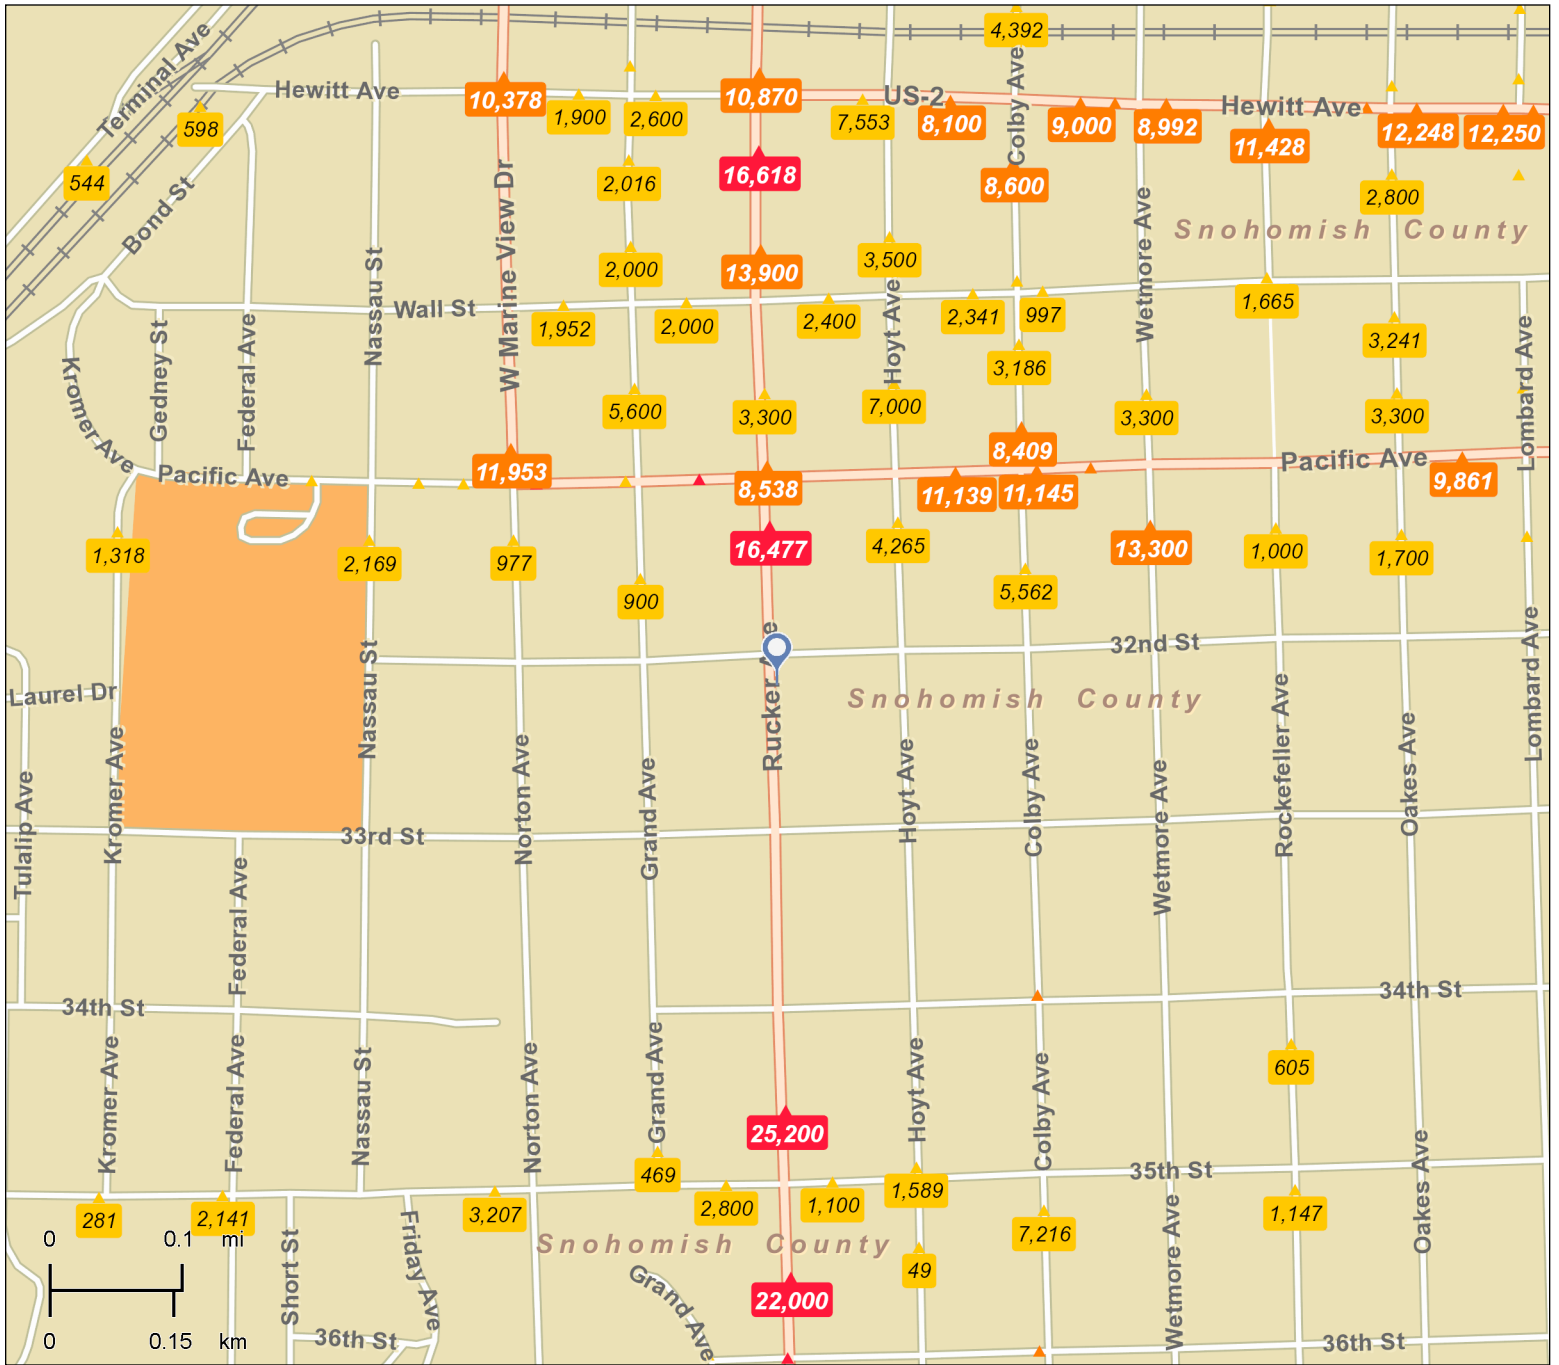 4,392
Terminal Ave
Hewitt Ave
10,378
1,900
2,600
10,870
7,553
US-2
8,100
Colby Ave
9,000
8,992
Hewitt Ave
11,428
12,248
12,250
598
544
Bond St
2,016
16,618
8,600
2,800
W Marine View Dr
Wetmore Ave
Snohomish County
Nassau St
2,000
13,900
3,500
Wall St
1,952
2,000
2,400
Hoyt Ave
2,341
997
1,665
3,241
Lombard Ave
Kromer Ave
Gedney St
Federal Ave
3,186
5,600
3,300
7,000
3,300
3,300
8,409
Pacific Ave
11,953
8,538
11,139
11,145
Pacific Ave
9,861
1,318
2,169
977
16,477
4,265
13,300
1,000
1,700
900
5,562
Rucker Ave
32nd St
Lombard Ave
Laurel Dr
Nassau St
Snohomish County
Tulalip Ave
Kromer Ave
33rd St
Norton Ave
Grand Ave
Hoyt Ave
Colby Ave
Wetmore Ave
Rockefeller Ave
Oakes Ave
Federal Ave
34th St
34th St
Kromer Ave
Federal Ave
Nassau St
Norton Ave
Grand Ave
Hoyt Ave
Colby Ave
605
25,200
469
35th St
Oakes Ave
281
2,141
3,207
2,800
1,100
1,589
7,216
1,147
Wetmore Ave
0 0.1 mi
Short St
Friday Ave
Snohomish County
49
Grand Ave
22,000
0 0.15 km
36th St
36th St